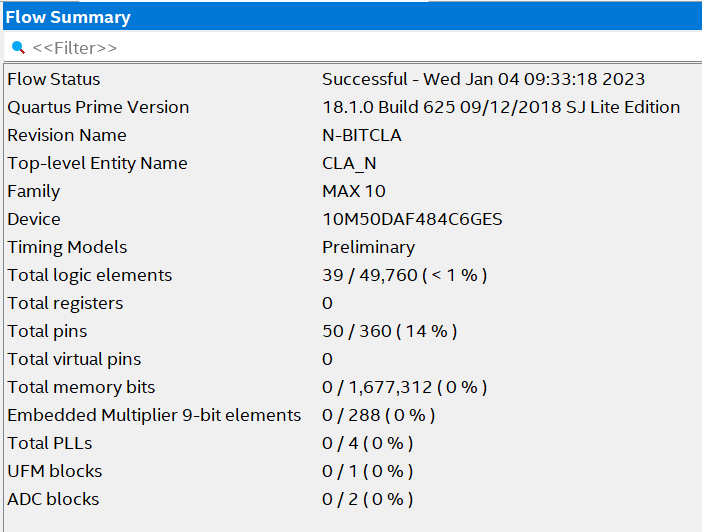 Flow Summary
<<Filter>>
Flow Status Successful - Wed Jan 04 09:33:18 2023
Quartus Prime Version 18.1.0 Build 625 09/12/2018 SJ Lite Edition
Revision Name N-BITCLA
Top-level Entity Name CLA_N
Family MAX 10
Device 10M50DAF484C6GES
Timing Models Preliminary
Total logic elements 39 / 49,760 ( < 1 % )
Total registers 0
Total pins 50 / 360 ( 14 % )
Total virtual pins 0
Total memory bits 0 / 1,677,312 ( 0 % )
Embedded Multiplier 9-bit elements 0 / 288 ( 0 % )
Total PLLs 0 / 4 ( 0 % )
UFM blocks 0 / 1 ( 0 % )
ADC blocks 0 / 2 ( 0 % )